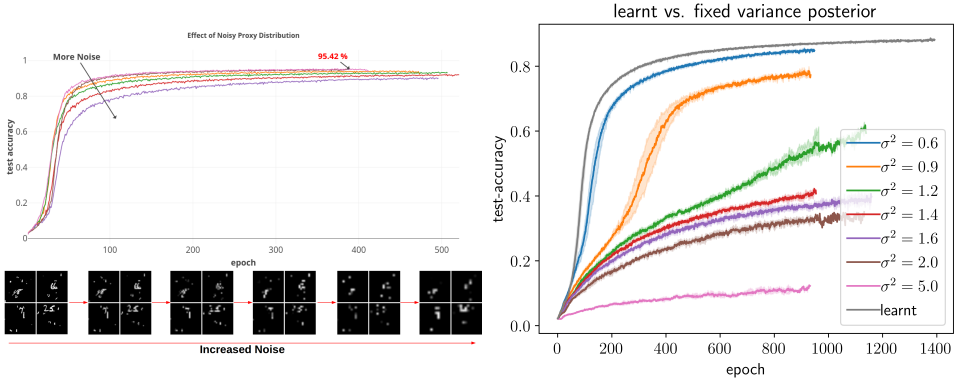 Effect of Noisy Proxy Distribution
More Noise
95.42 %
1
0.8
0.6
0.4
0.2
0
test accuracy
100
200
300
400
500
epoch
Increased Noise
learnt vs. fixed variance posterior
0.8
0.6
0.4
0.2
0.0
test-accuracy
σ² = 0.6
σ² = 0.9
σ² = 1.2
σ² = 1.4
σ² = 1.6
σ² = 2.0
σ² = 5.0
learnt
0
200
400
600
800
1000
1200
1400
epoch